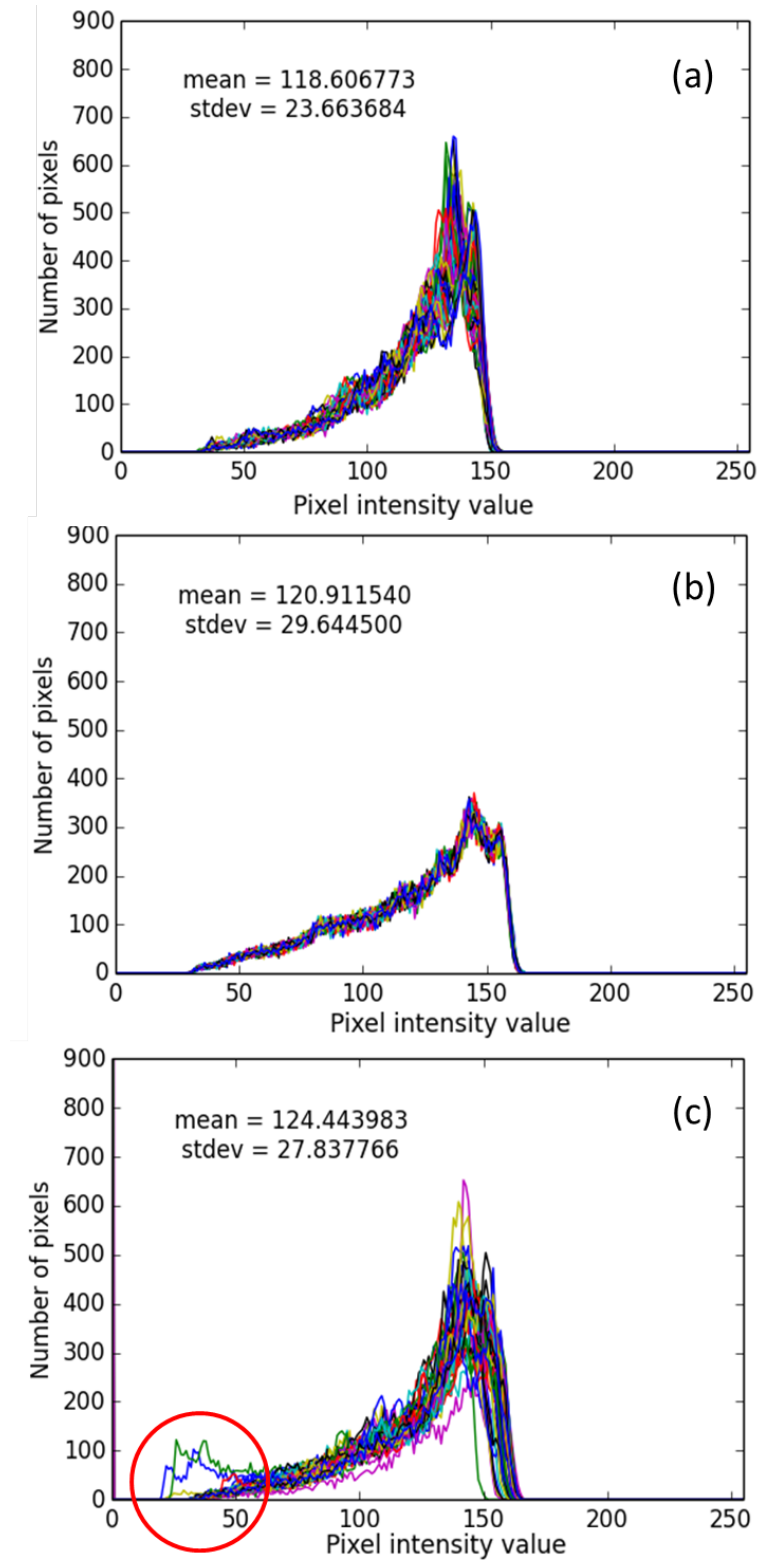 900
800
700
600
500
400
300
200
100
0
Number of pixels
mean = 118.606773
stdev = 23.663684
(a)
0 50 100 150 200 250
Pixel intensity value
900
800
700
600
500
400
300
200
100
0
Number of pixels
mean = 120.911540
stdev = 29.644500
(b)
0 50 100 150 200 250
Pixel intensity value
900
800
700
600
500
400
300
200
100
0
Number of pixels
mean = 124.443983
stdev = 27.837766
(c)
0 50 100 150 200 250
Pixel intensity value